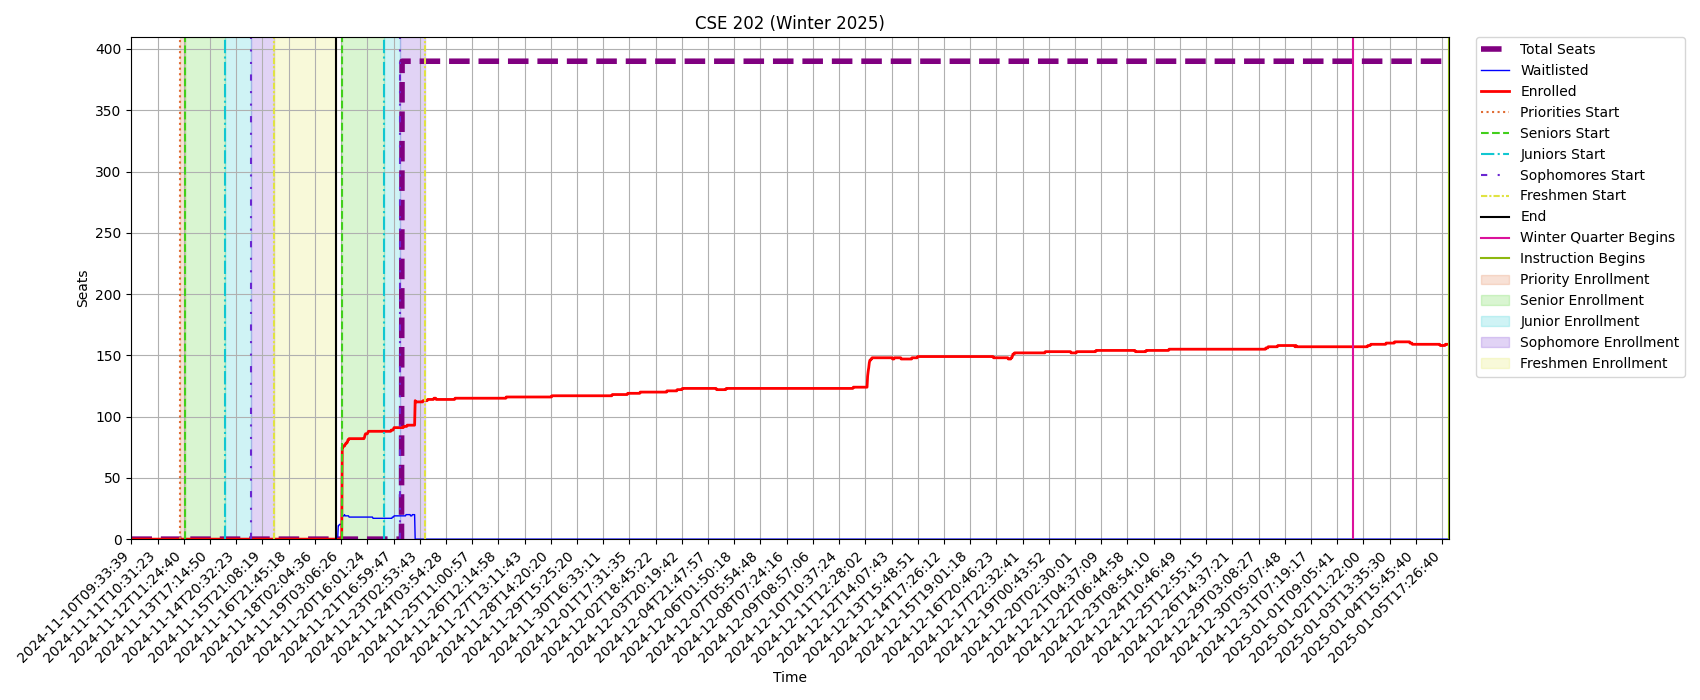 CSE 202 (Winter 2025)
Seats
400
350
300
250
200
150
100
50
0
2024-11-10T09:33:39
2024-11-11T10:31:23
2024-11-12T11:24:40
2024-11-13T17:14:50
2024-11-14T20:32:23
2024-11-15T21:08:19
2024-11-16T21:45:18
2024-11-18T02:04:36
2024-11-19T03:06:26
2024-11-20T16:01:24
2024-11-21T16:59:47
2024-11-23T02:53:43
2024-11-24T03:54:28
2024-11-25T11:00:57
2024-11-26T12:14:58
2024-11-27T13:11:43
2024-11-28T14:20:20
2024-11-29T15:25:20
2024-11-30T16:33:11
2024-12-01T17:31:35
2024-12-02T18:45:22
2024-12-03T20:19:42
2024-12-04T21:47:57
2024-12-06T01:50:18
2024-12-07T05:54:48
2024-12-08T07:24:16
2024-12-09T08:57:06
2024-12-10T10:37:24
2024-12-11T12:28:02
2024-12-12T14:07:43
2024-12-13T15:48:51
2024-12-14T17:26:12
2024-12-15T19:01:18
2024-12-16T20:46:23
2024-12-17T22:32:41
2024-12-19T00:43:52
2024-12-20T02:30:01
2024-12-21T04:37:09
2024-12-22T06:44:58
2024-12-23T08:54:10
2024-12-24T10:46:49
2024-12-25T12:55:15
2024-12-26T14:37:21
2024-12-29T03:08:27
2024-12-30T05:07:48
2024-12-31T07:19:17
2025-01-01T09:05:41
2025-01-02T11:22:00
2025-01-03T13:35:30
2025-01-04T15:45:40
2025-01-05T17:26:40
Time
Total Seats
Waitlisted
Enrolled
Priorities Start
Seniors Start
Juniors Start
Sophomores Start
Freshmen Start
End
Winter Quarter Begins
Instruction Begins
Priority Enrollment
Senior Enrollment
Junior Enrollment
Sophomore Enrollment
Freshmen Enrollment